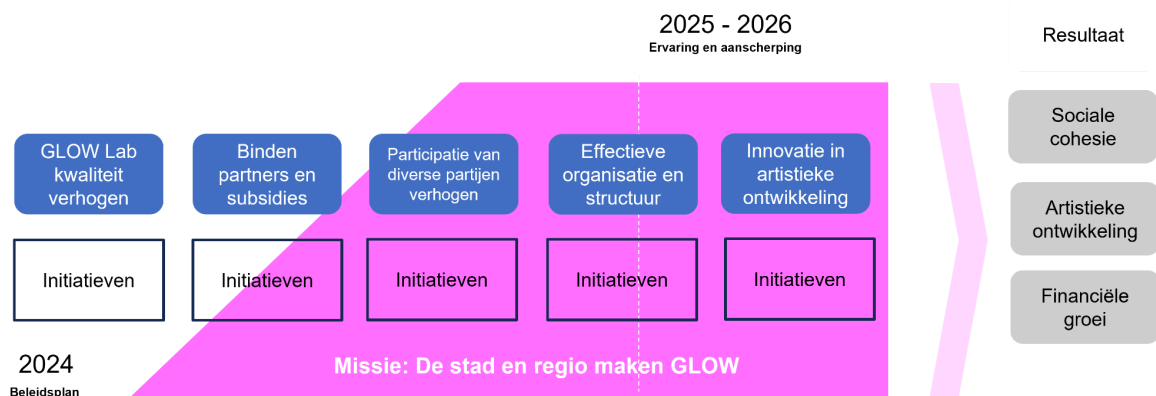 2025 - 2026
Ervaring en aanscherping
Resultaat
GLOW Lab
kwaliteit
verhogen
Binden
partners en
subsidies
Participatie van
diverse partijen
verhogen
Effectieve
organisatie en
structuur
Innovatie in
artistieke
ontwikkeling
Initiatieven
Initiatieven
Initiatieven
Initiatieven
Initiatieven
2024
Beleidsplan
Missie: De stad en regio maken GLOW
Sociale
cohesie
Artistieke
ontwikkeling
Financiële
groei